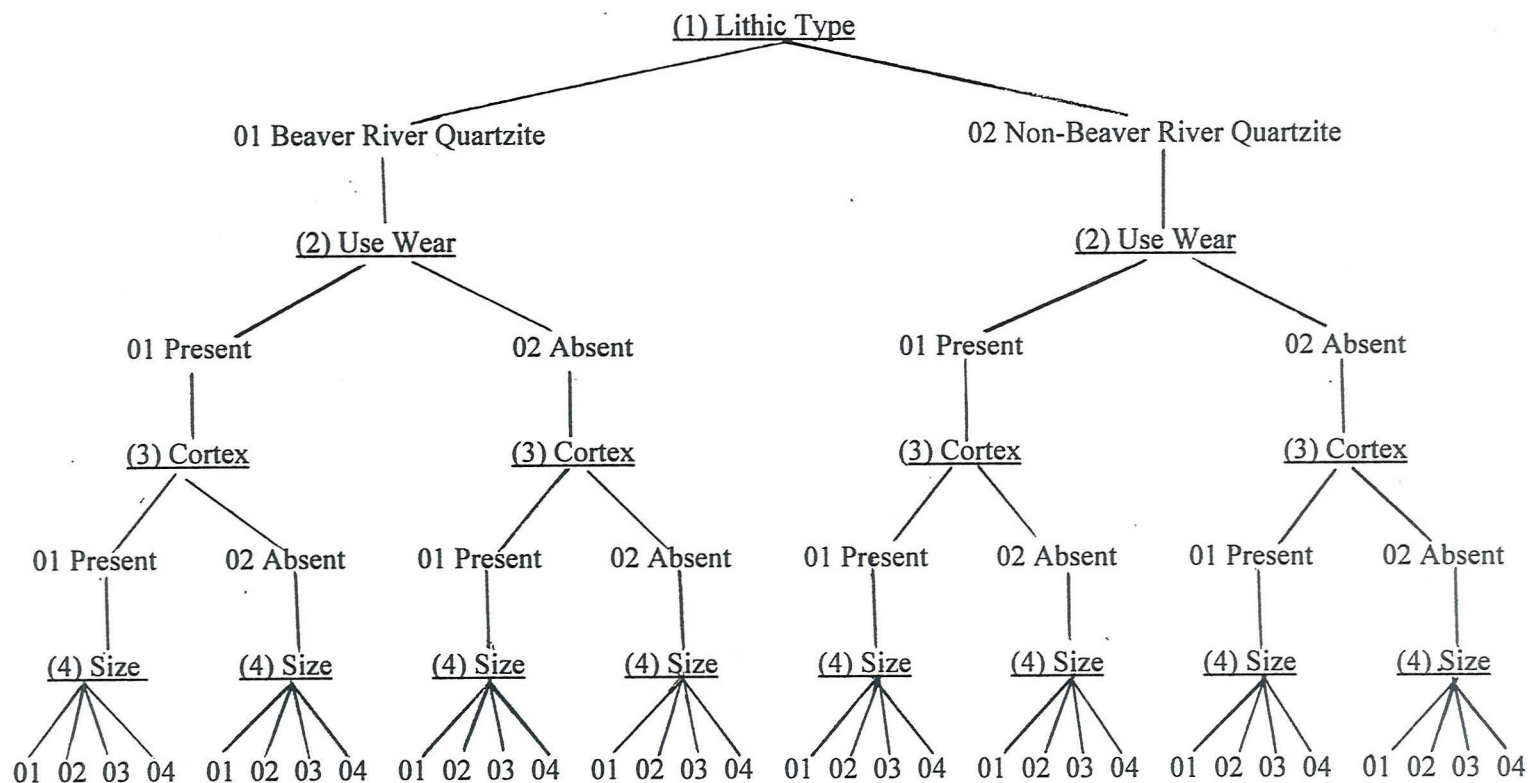 (1) Lithic Type
01 Beaver River Quartzite 02 Non-Beaver River Quartzite
(2) Use Wear (2) Use Wear
01 Present 02 Absent 01 Present 02 Absent
(3) Cortex (3) Cortex (3) Cortex (3) Cortex
01 Present 02 Absent 01 Present 02 Absent 01 Present 02 Absent 01 Present 02 Absent
(4) Size (4) Size (4) Size (4) Size (4) Size (4) Size (4) Size (4) Size
01 02 03 04 01 02 03 04 01 02 03 04 01 02 03 04 01 02 03 04 01 02 03 04 01 02 03 04 01 02 03 04